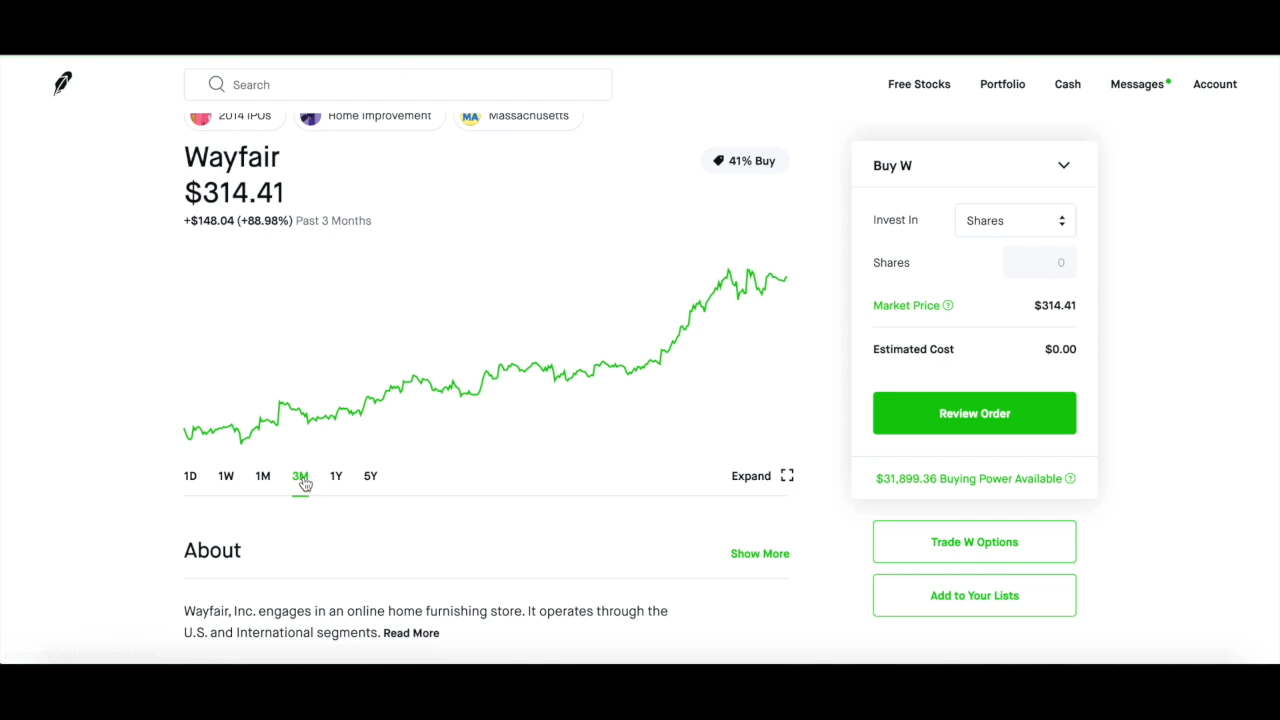 Search
Free Stocks Portfolio Cash Messages Account
2014 IPOs Home Improvement MA Massachusetts
Wayfair
41% Buy
$314.41
+$148.04 (+88.98%) Past 3 Months
1D 1W 1M 3M 1Y 5Y
Expand
About
Show More
Wayfair, Inc. engages in an online home furnishing store. It operates through the
U.S. and International segments. Read More
Buy W
Invest In Shares
Shares 0
Market Price $314.41
Estimated Cost $0.00
Review Order
$31,899.36 Buying Power Available
Trade W Options
Add to Your Lists